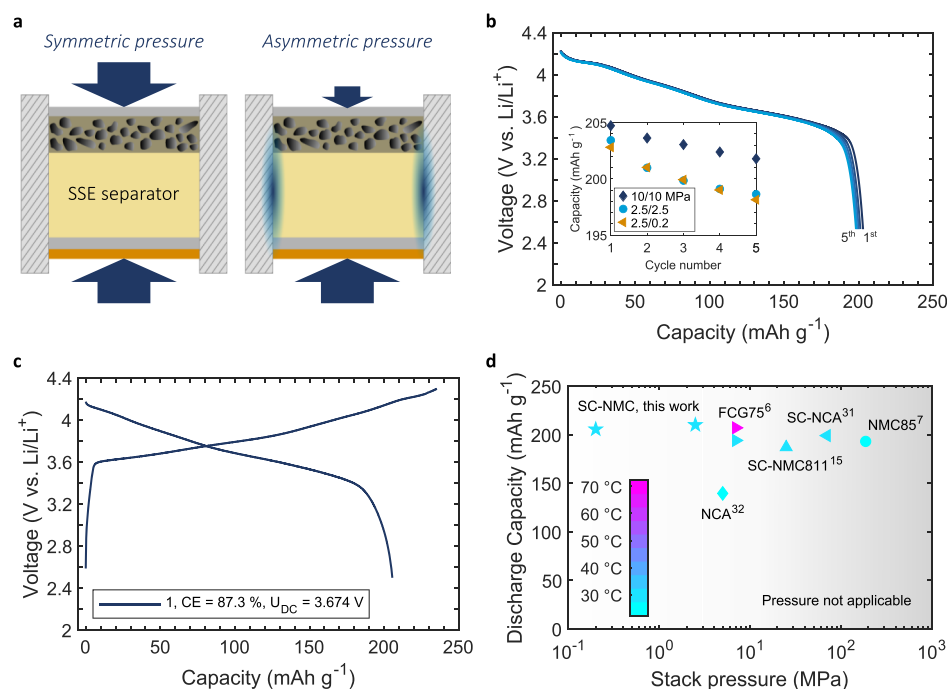 a
Symmetric pressure
Asymmetric pressure
SSE separator
b
Voltage (V vs. Li/Li⁺)
4.4
4
3.6
3.2
2.8
2.4
2
0
50
100
150
200
250
Capacity (mAh g⁻¹)
5ᵗʰ
1ˢᵗ
Capacity (mAh g⁻¹)
205
200
195
10/10 MPa
2.5/2.5
2.5/0.2
1
2
3
4
5
Cycle number
c
Voltage (V vs. Li/Li⁺)
4.4
4
3.6
3.2
2.8
2.4
2
1, CE = 87.3 %, U_DC = 3.674 V
0
50
100
150
200
250
Capacity (mAh g⁻¹)
d
Discharge Capacity (mAh g⁻¹)
250
200
150
100
50
0
SC-NMC, this work
FCG75⁶
SC-NCA³¹
NMC85⁷
SC-NMC811¹⁵
NCA³²
70 °C
60 °C
50 °C
40 °C
30 °C
Pressure not applicable
10⁻¹
10⁰
10¹
10²
10³
Stack pressure (MPa)